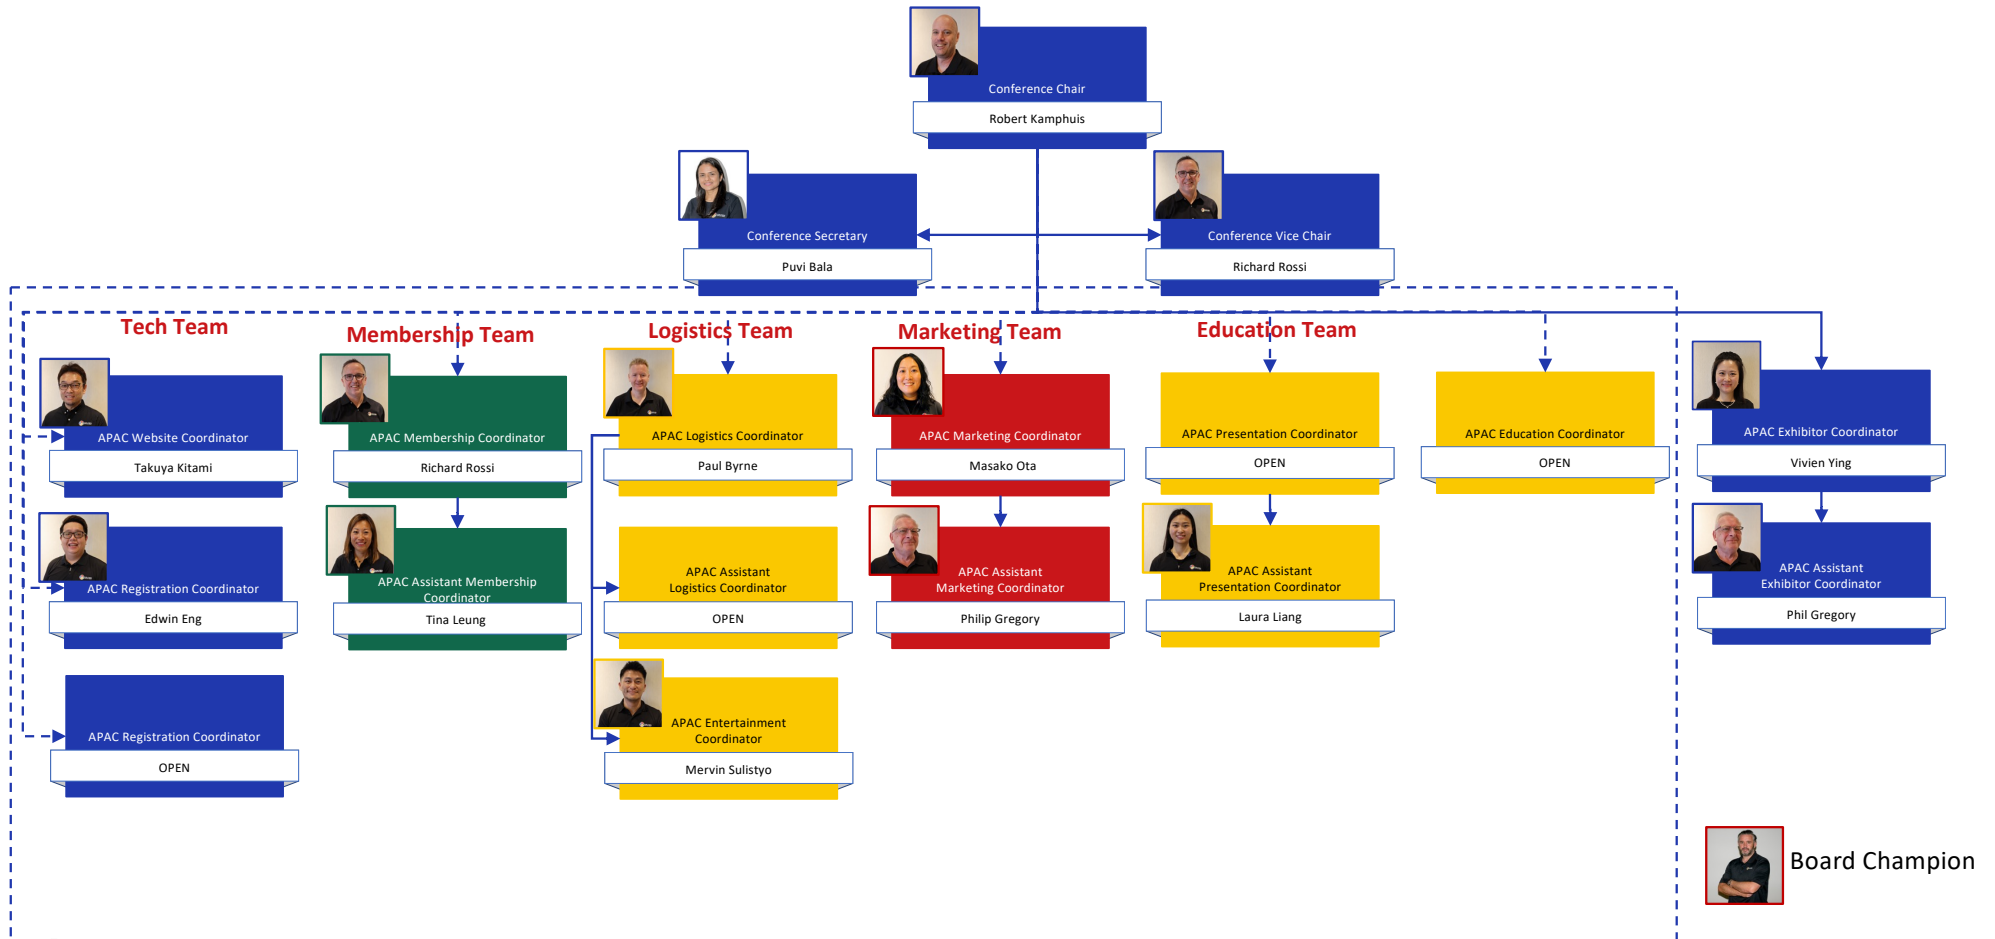 Conference Chair
Robert Kamphuis
Conference Secretary
Puvi Bala
Conference Vice Chair
Richard Rossi
Tech Team
Membership Team
Logistics Team
Marketing Team
Education Team
APAC Website Coordinator
Takuya Kitami
APAC Membership Coordinator
Richard Rossi
APAC Logistics Coordinator
Paul Byrne
APAC Marketing Coordinator
Masako Ota
APAC Presentation Coordinator
OPEN
APAC Education Coordinator
OPEN
APAC Exhibitor Coordinator
Vivien Ying
APAC Registration Coordinator
Edwin Eng
APAC Assistant Membership
Coordinator
Tina Leung
APAC Assistant
Logistics Coordinator
OPEN
APAC Assistant
Marketing Coordinator
Philip Gregory
APAC Assistant
Presentation Coordinator
Laura Liang
APAC Assistant
Exhibitor Coordinator
Phil Gregory
APAC Registration Coordinator
OPEN
APAC Entertainment
Coordinator
Mervin Sulistyo
Board Champion